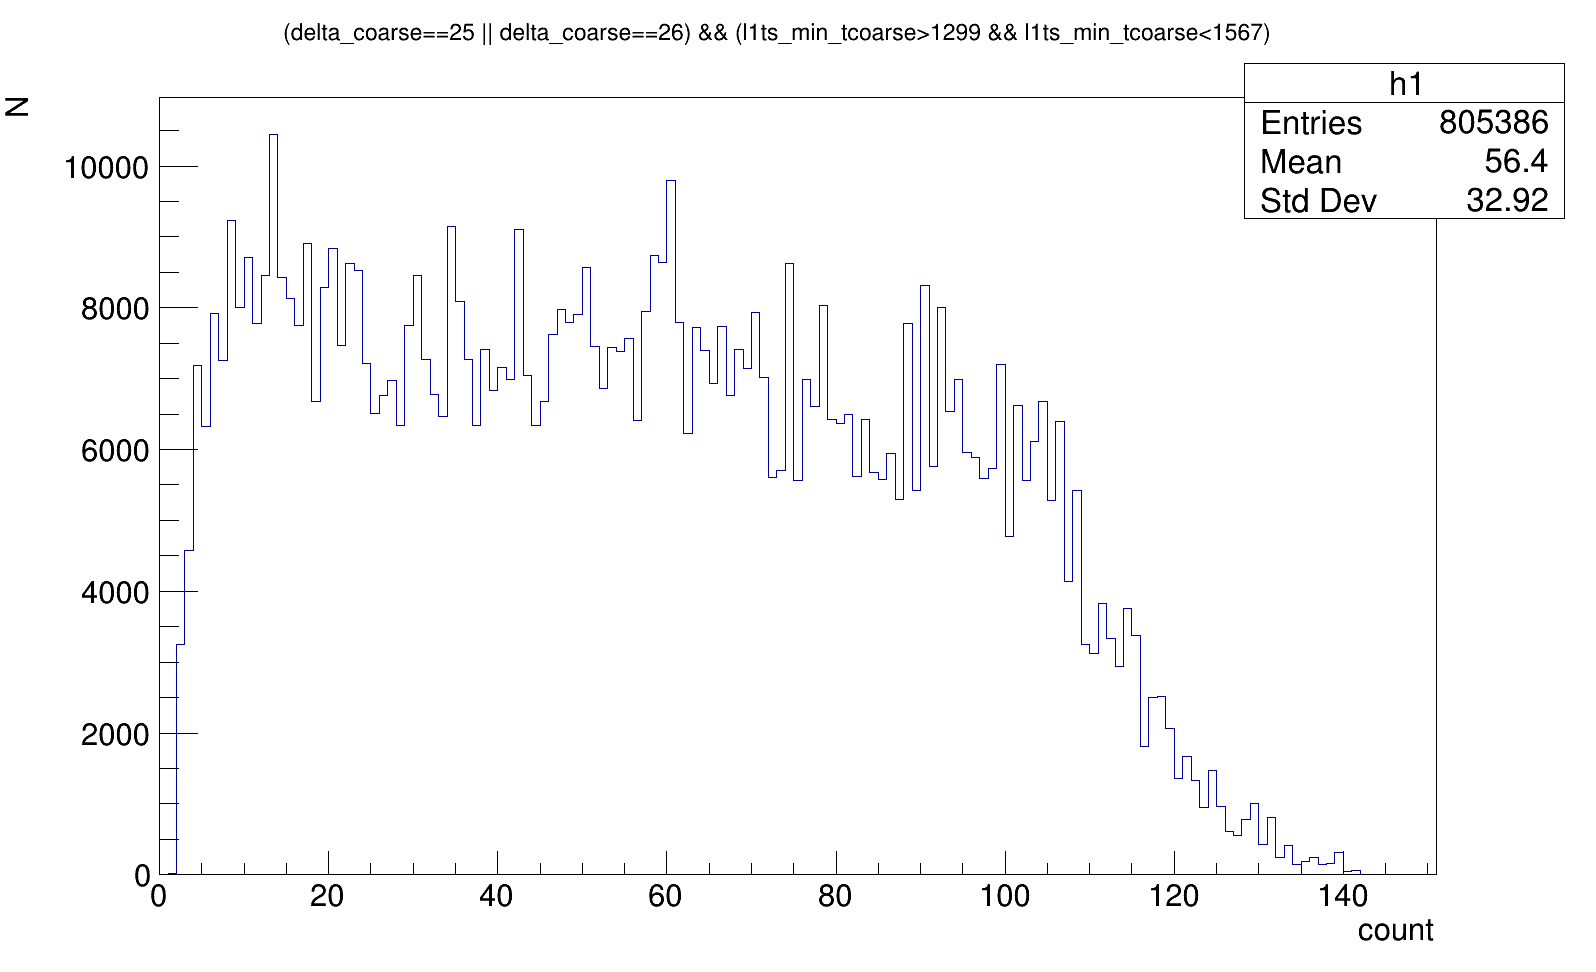 (delta_coarse==25 || delta_coarse==26) && (l1ts_min_tcoarse>1299 && l1ts_min_tcoarse<1567)
h1
Entries 805386
Mean 56.4
Std Dev 32.92
N
10000
8000
6000
4000
2000
0
0 20 40 60 80 100 120 140
count